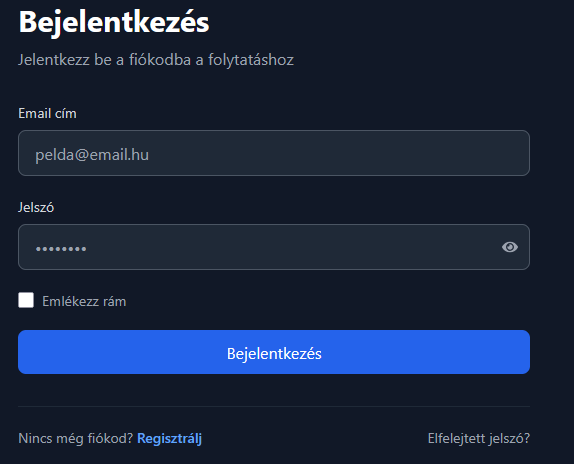 Bejelentkezés
Jelentkezz be a fiókodba a folytatáshoz
Email cím
pelda@email.hu
Jelszó
••••••••
Emlékezz rám
Bejelentkezés
Nincs még fiókod? Regisztrálj
Elfelejtett jelszó?